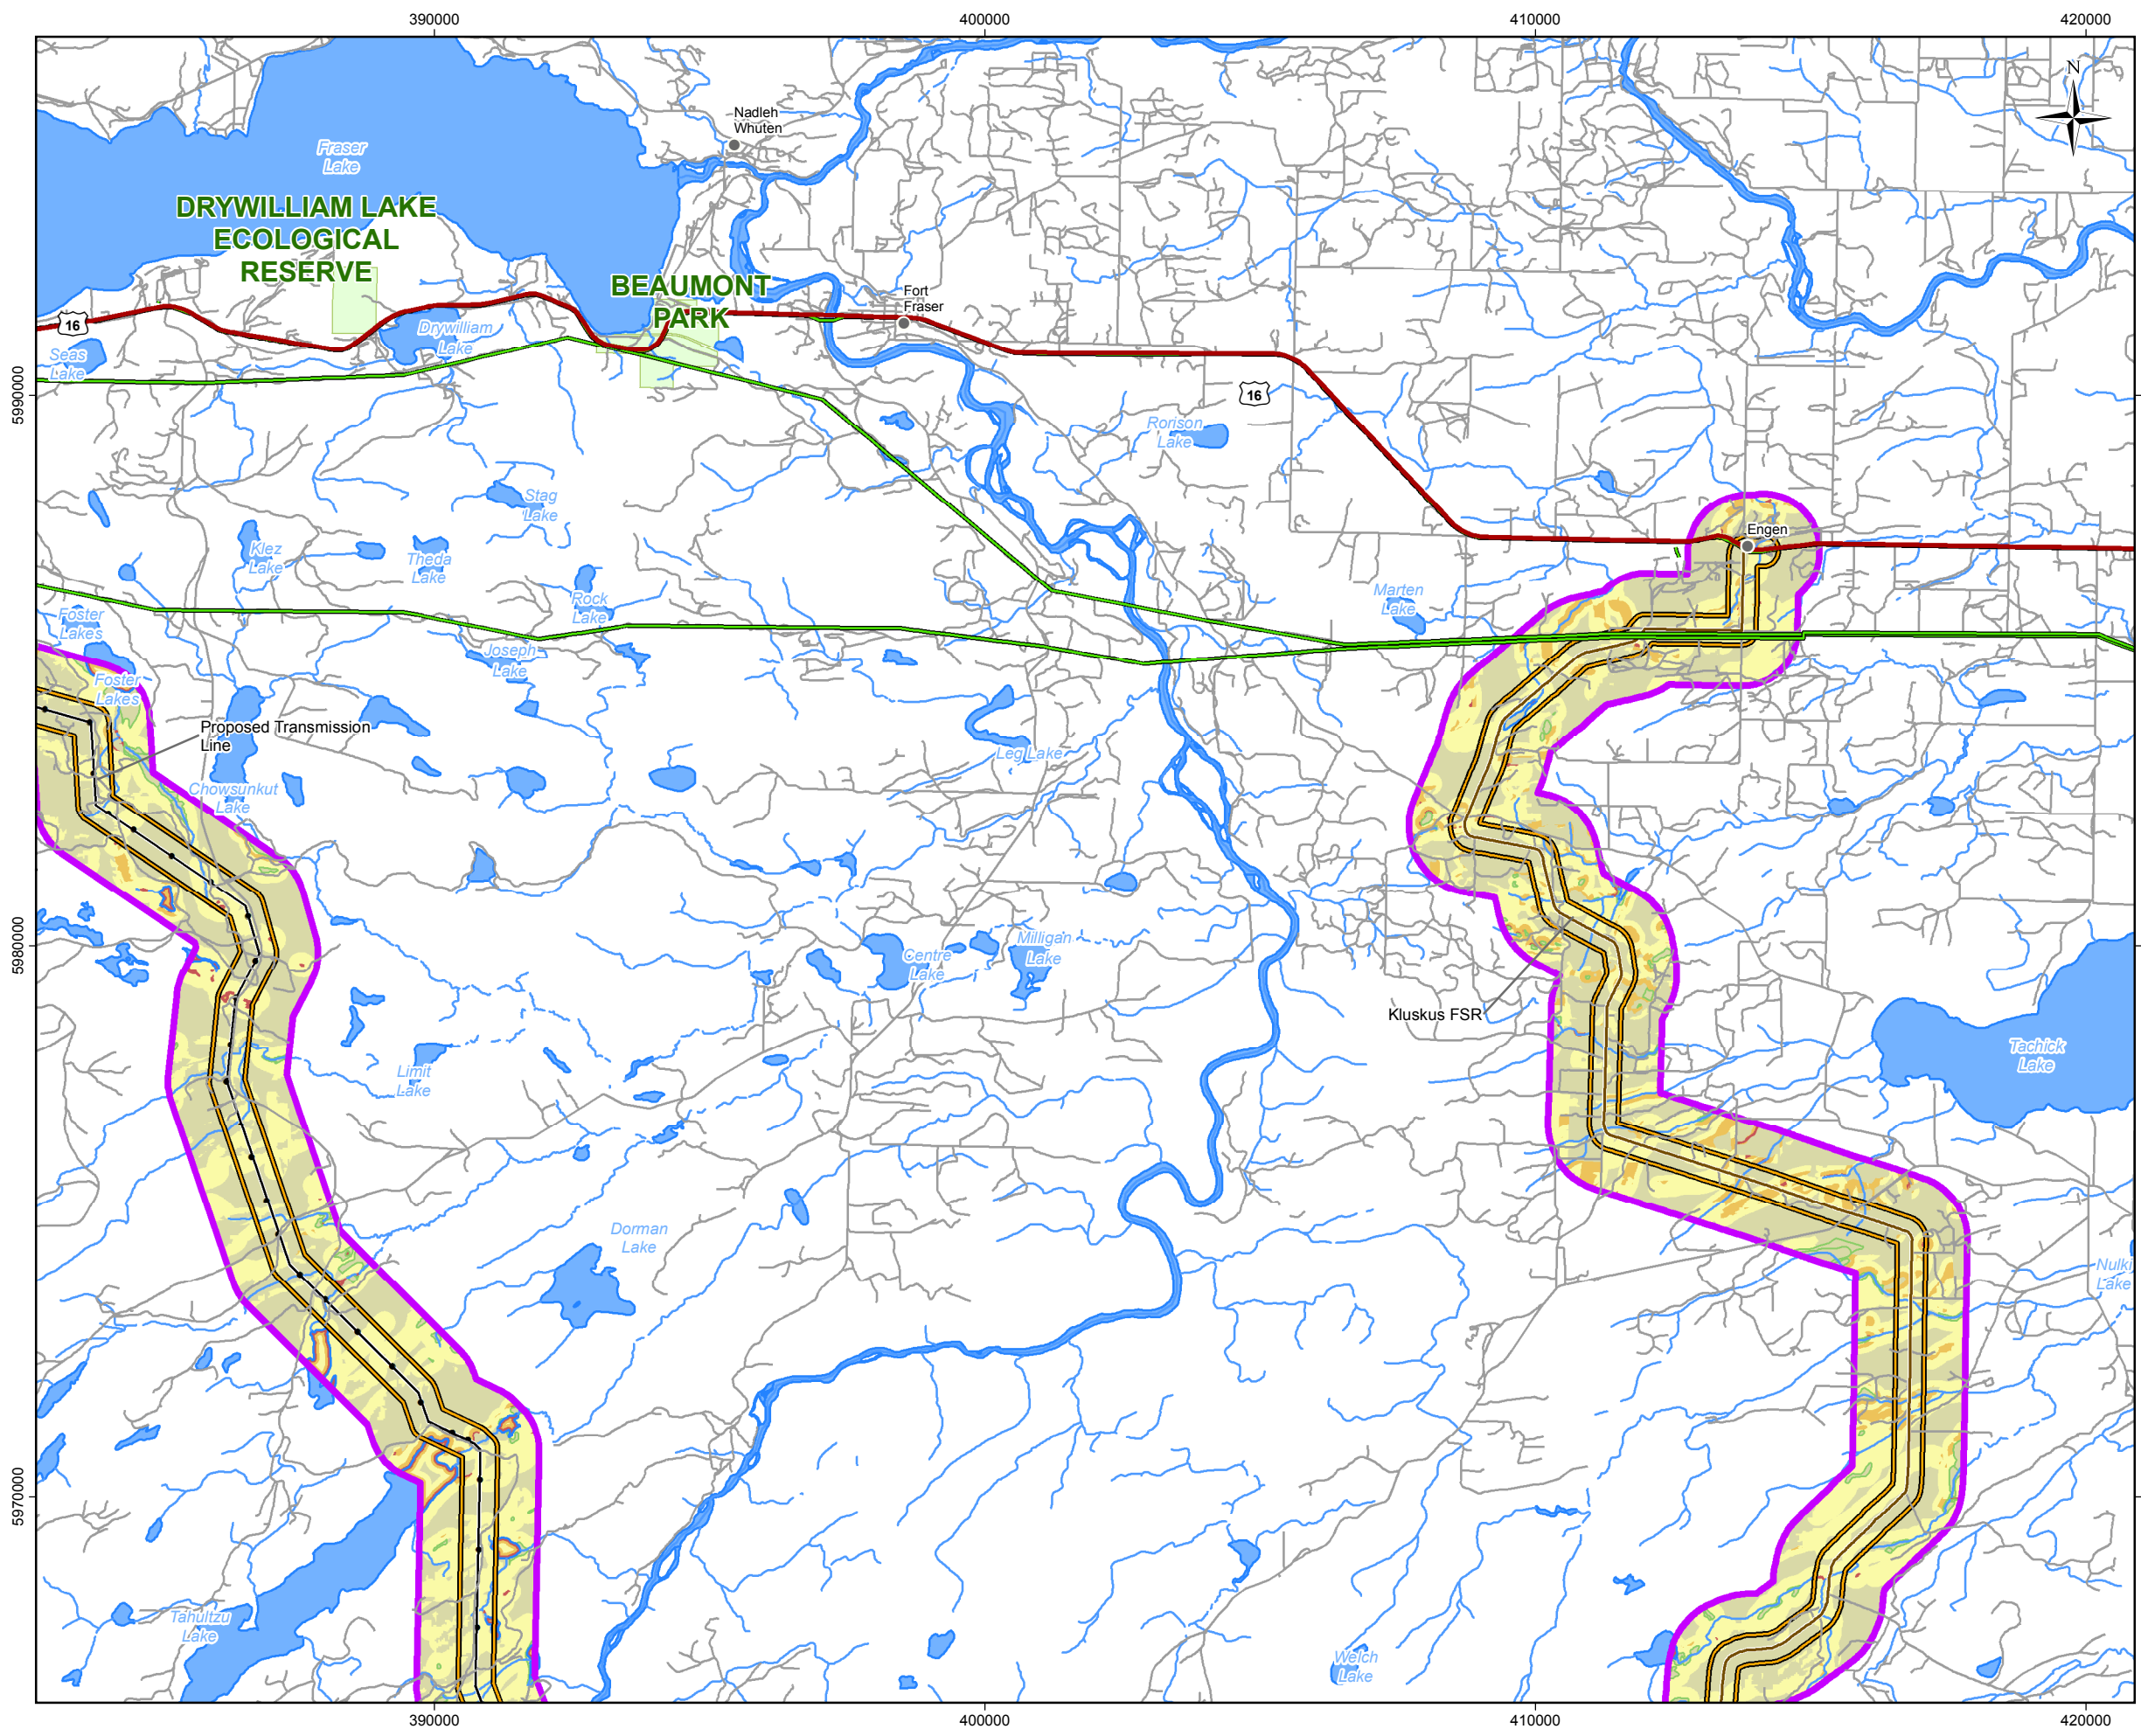 390000
400000
410000
420000
N
Nadleh
Whuten
Fraser
Lake
DRYWILLIAM LAKE
ECOLOGICAL
RESERVE
BEAUMONT
PARK
Fort
Fraser
16
Drywilliam
Lake
Seas
Lake
5990000
16
Rorison
Lake
Stag
Lake
Engen
Klez
Lake
Theda
Lake
Rock
Lake
Marten
Lake
Foster
Lakes
Joseph
Lake
Foster
Lakes
Proposed Transmission
Line
Leg Lake
Chowsunkut
Lake
5980000
Centre
Lake
Milligan
Lake
Kluskus FSR
Tachick
Lake
Limit
Lake
Dorman
Lake
Nulki
Lake
5970000
Tahultzu
Lake
Welch
Lake
390000
400000
410000
420000